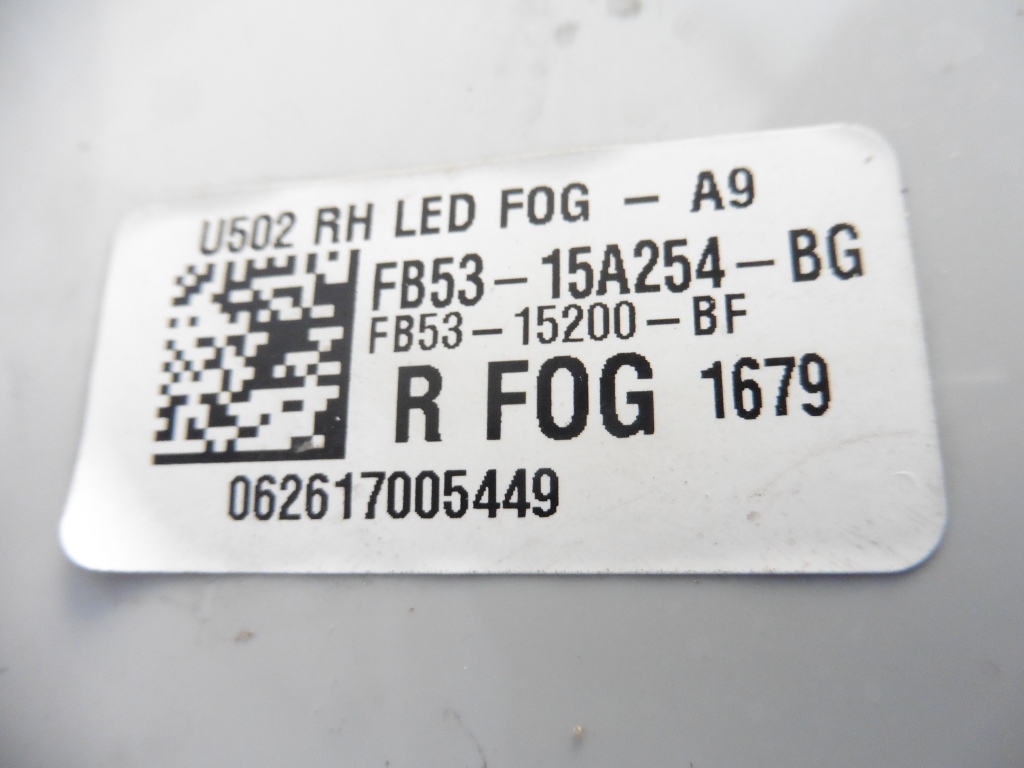 U502 RH LED FOG - A9
FB53-15A254-BG
FB53-15200-BF
R FOG 1679
062617005449